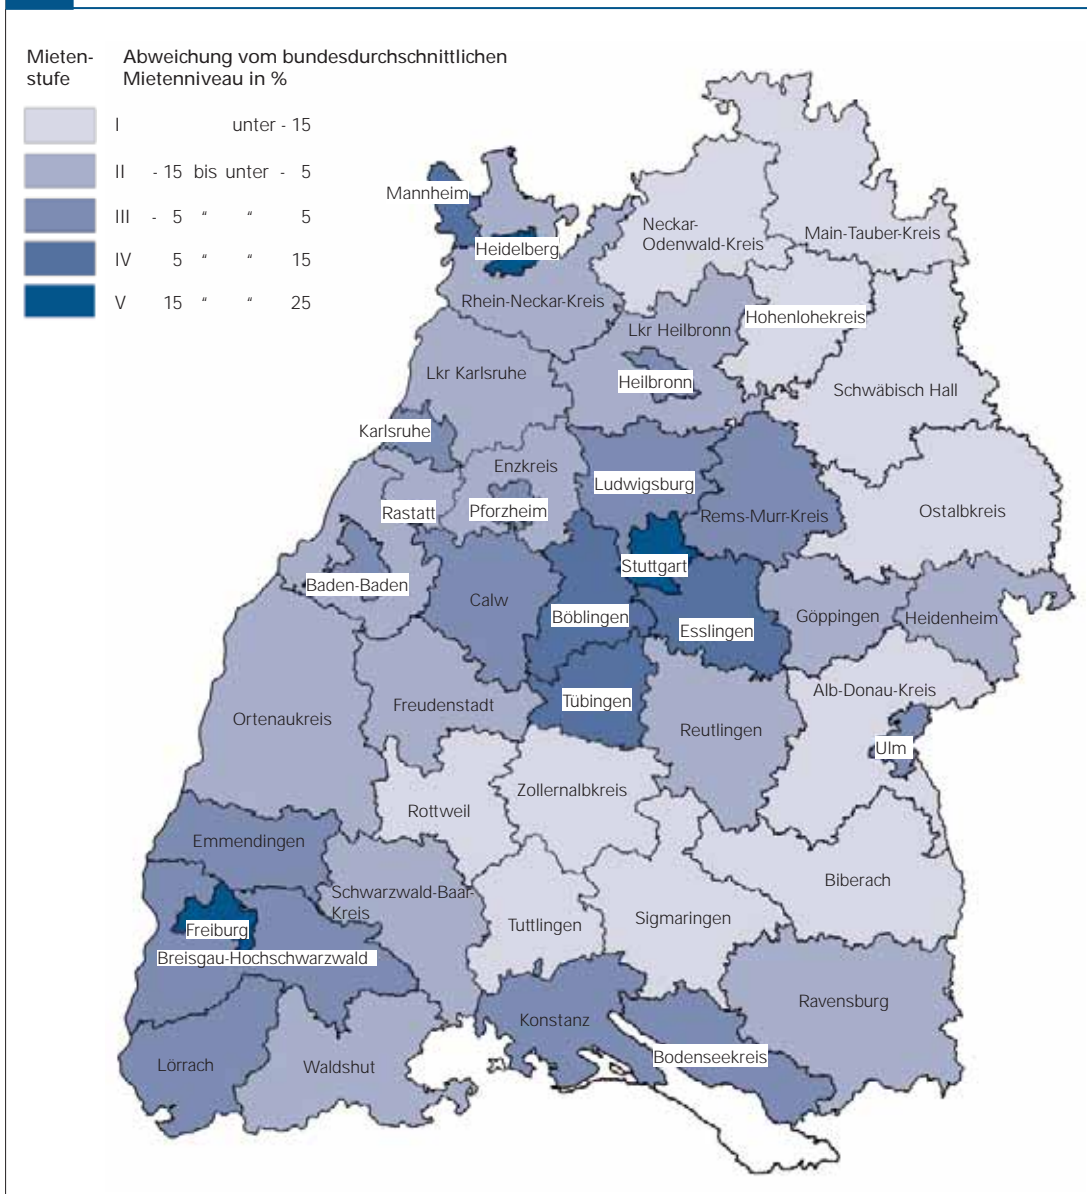 Mieten-
stufe
Abweichung vom bundesdurchschnittlichen
Mietenniveau in %
I unter - 15
II - 15 bis unter - 5
III - 5 " " 5
IV 5 " " 15
V 15 " " 25
Mannheim
Heidelberg
Neckar-
Odenwald-Kreis
Main-Tauber-Kreis
Rhein-Neckar-Kreis
Hohenlohekreis
Lkr Heilbronn
Lkr Karlsruhe
Heilbronn
Schwäbisch Hall
Karlsruhe
Enzkreis
Ludwigsburg
Rastatt
Pforzheim
Rems-Murr-Kreis
Ostalbkreis
Stuttgart
Baden-Baden
Calw
Böblingen
Esslingen
Göppingen
Heidenheim
Alb-Donau-Kreis
Ortenaukreis
Freudenstadt
Tübingen
Reutlingen
Ulm
Rottweil
Zollernalbkreis
Emmendingen
Schwarzwald-Baar-
Kreis
Biberach
Tuttlingen
Sigmaringen
Freiburg
Breisgau-Hochschwarzwald
Ravensburg
Konstanz
Bodenseekreis
Lörrach
Waldshut